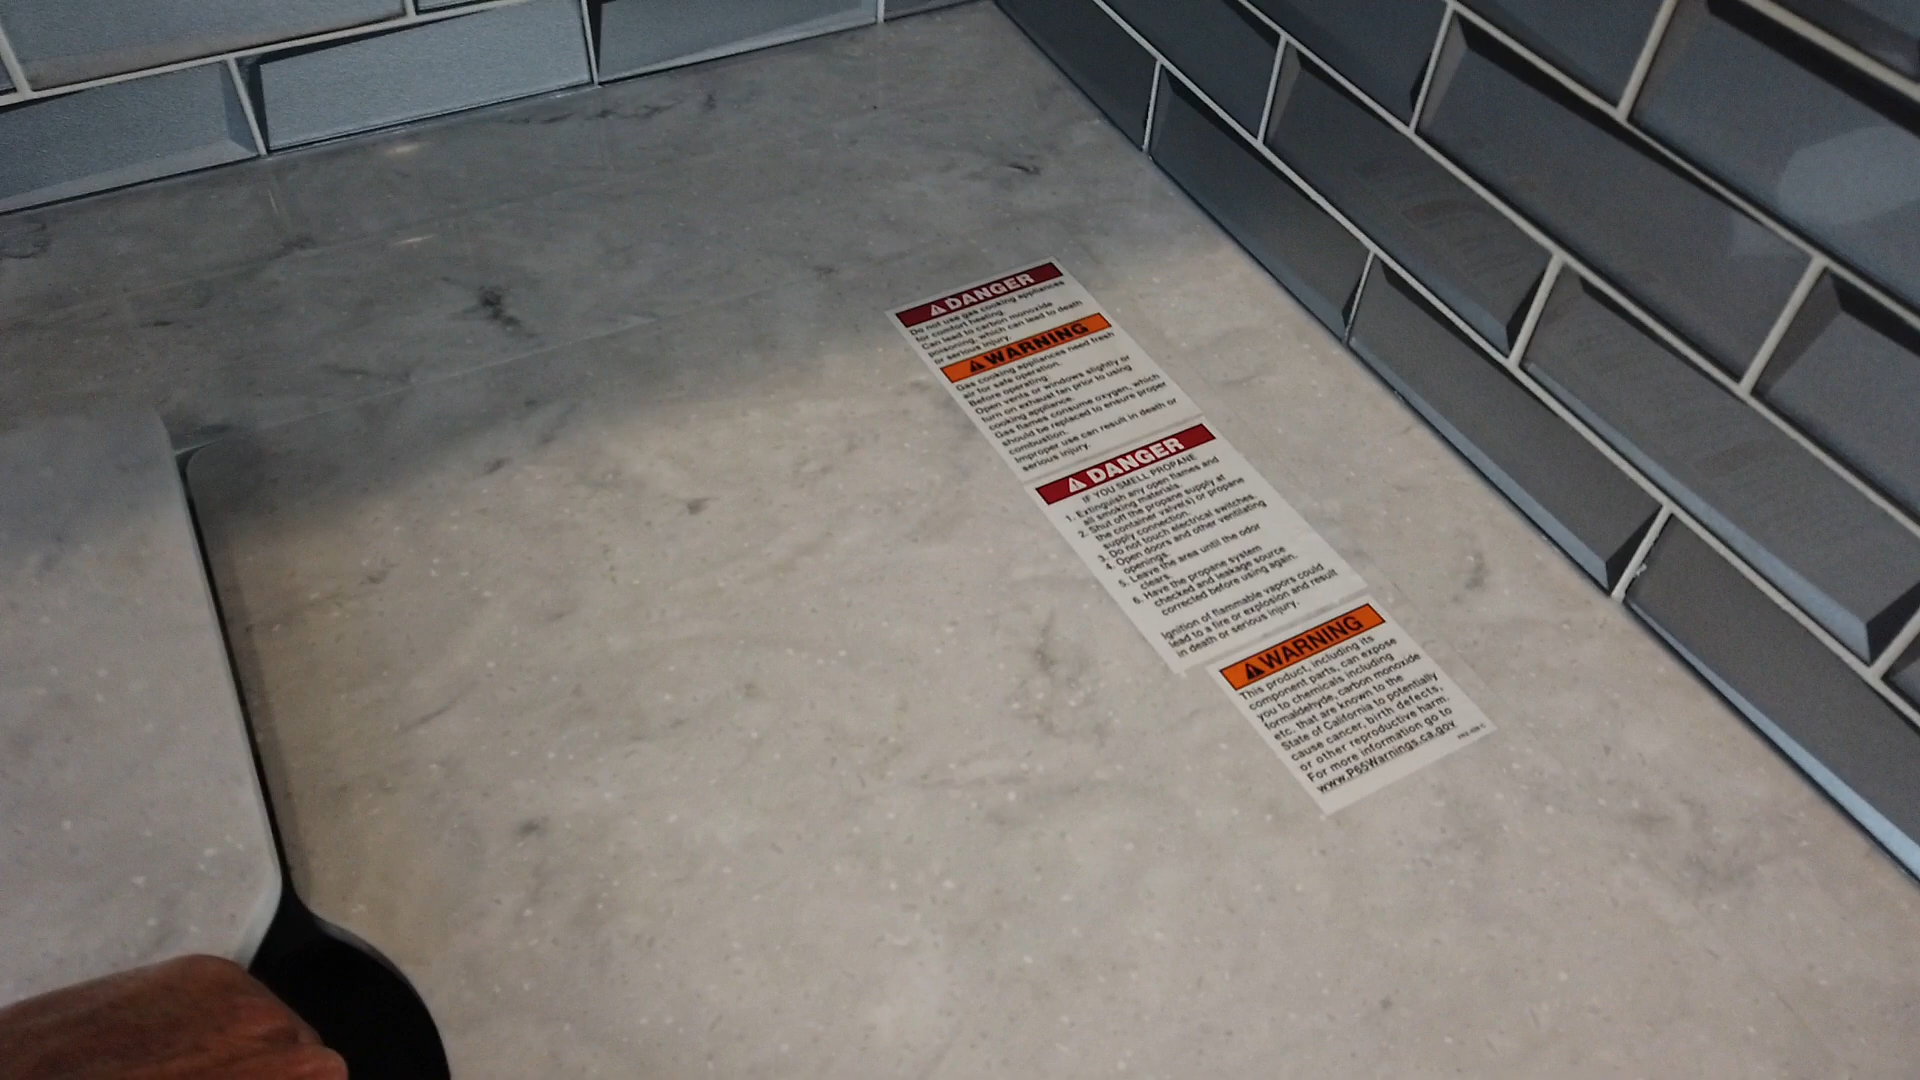 ⚠DANGER
Do not use gas cooking appliances
for comfort heating.
Can lead to carbon monoxide
poisoning, which can lead to death
or serious injury.
⚠WARNING
Gas cooking appliances need fresh
air for safe operation.
Before operating:
Open vents or windows slightly or
turn on exhaust fan prior to using
cooking appliance.
Gas flames consume oxygen, which
should be replaced to ensure proper
combustion.
Improper use can result in death or
serious injury.
⚠DANGER
IF YOU SMELL PROPANE
1. Extinguish any open flames and
all smoking materials.
2. Shut off the propane supply at
the container valve(s) or propane
supply connection.
3. Do not touch electrical switches.
4. Open doors and other ventilating
openings.
5. Leave the area until the odor
clears.
6. Have the propane system
checked and leakage source
corrected before using again.
Ignition of flammable vapors could
lead to a fire or explosion and result
in death or serious injury.
⚠WARNING
This product, including its
component parts, can expose
you to chemicals including
formaldehyde, carbon monoxide
etc. that are known to the
State of California to potentially
cause cancer, birth defects,
or other reproductive harm.
For more information go to
www.P65Warnings.ca.gov